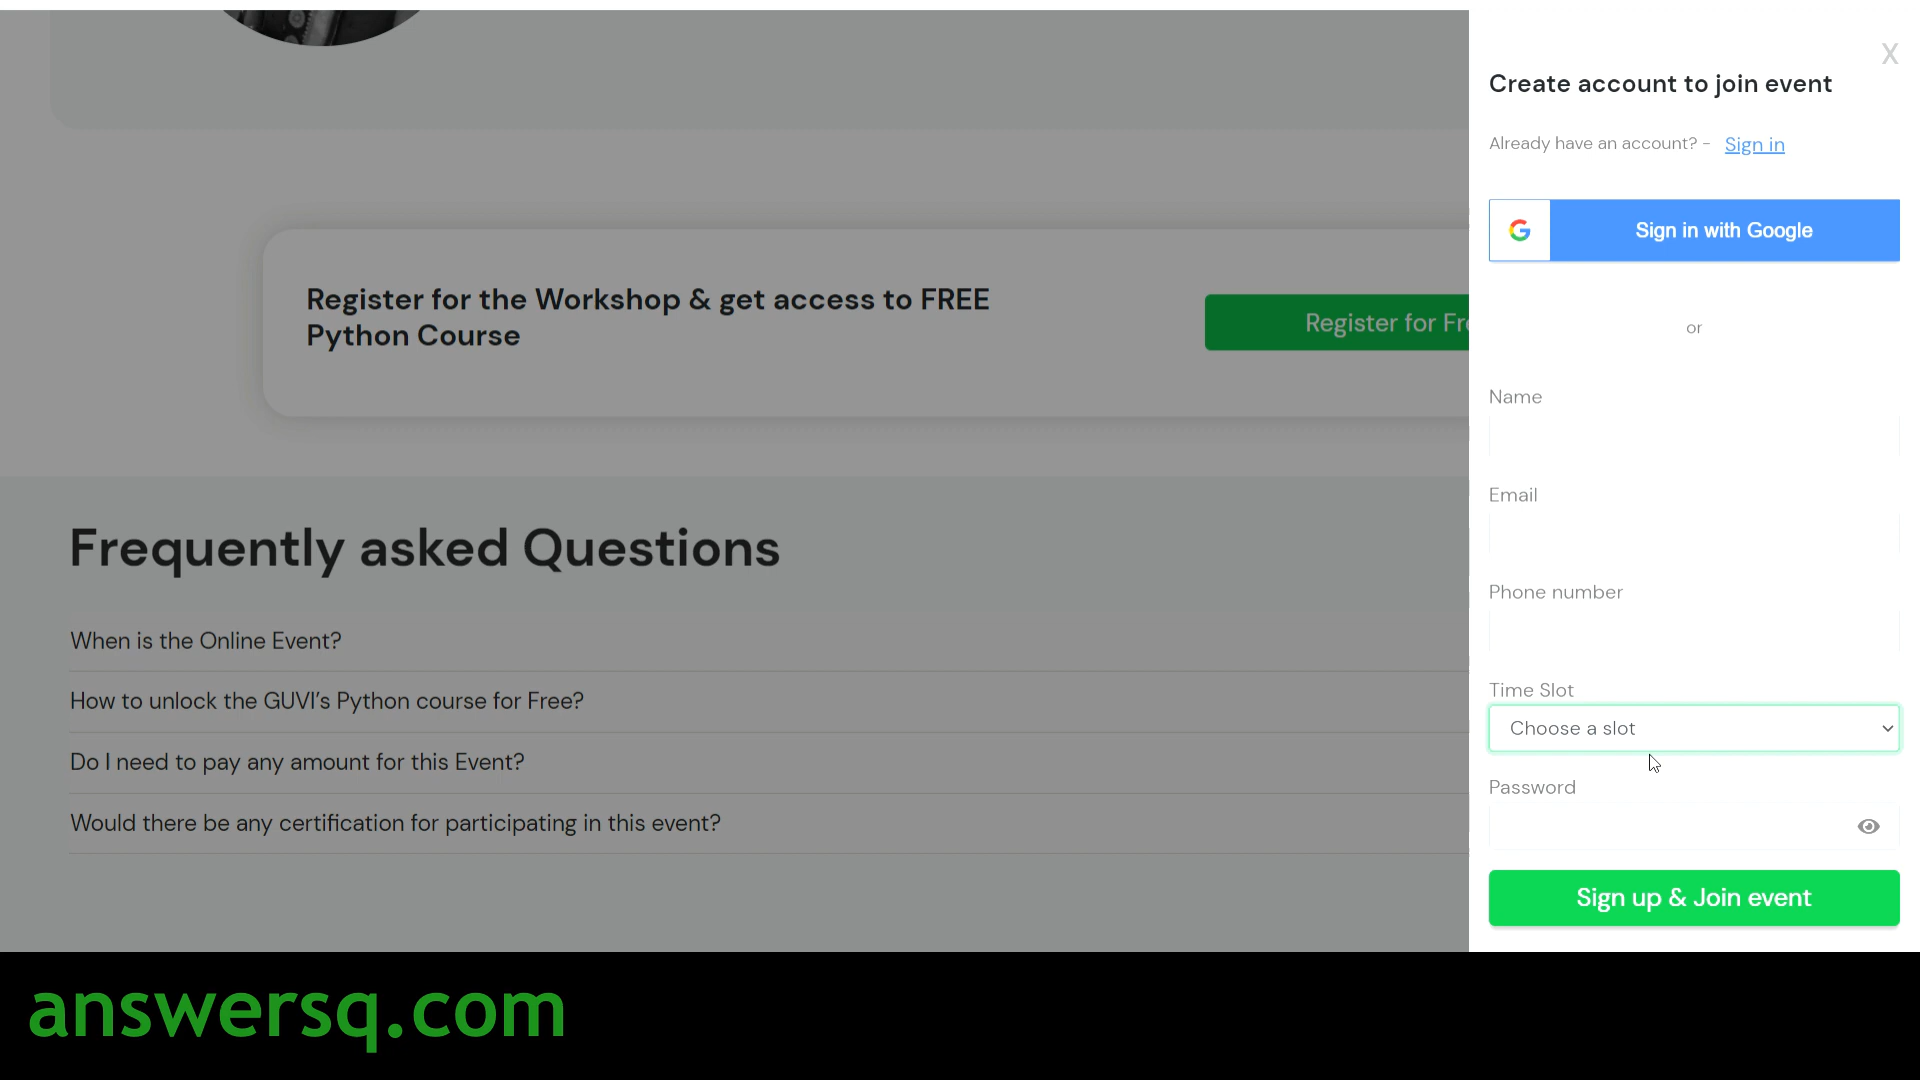 X
Create account to join event
Already have an account? - Sign in
G Sign in with Google
or
Name
Email
Phone number
Time Slot
Choose a slot
Password
Sign up & Join event
Register for the Workshop & get access to FREE
Python Course
Register for Fre
Frequently asked Questions
When is the Online Event?
How to unlock the GUVI’s Python course for Free?
Do I need to pay any amount for this Event?
Would there be any certification for participating in this event?
answersq.com